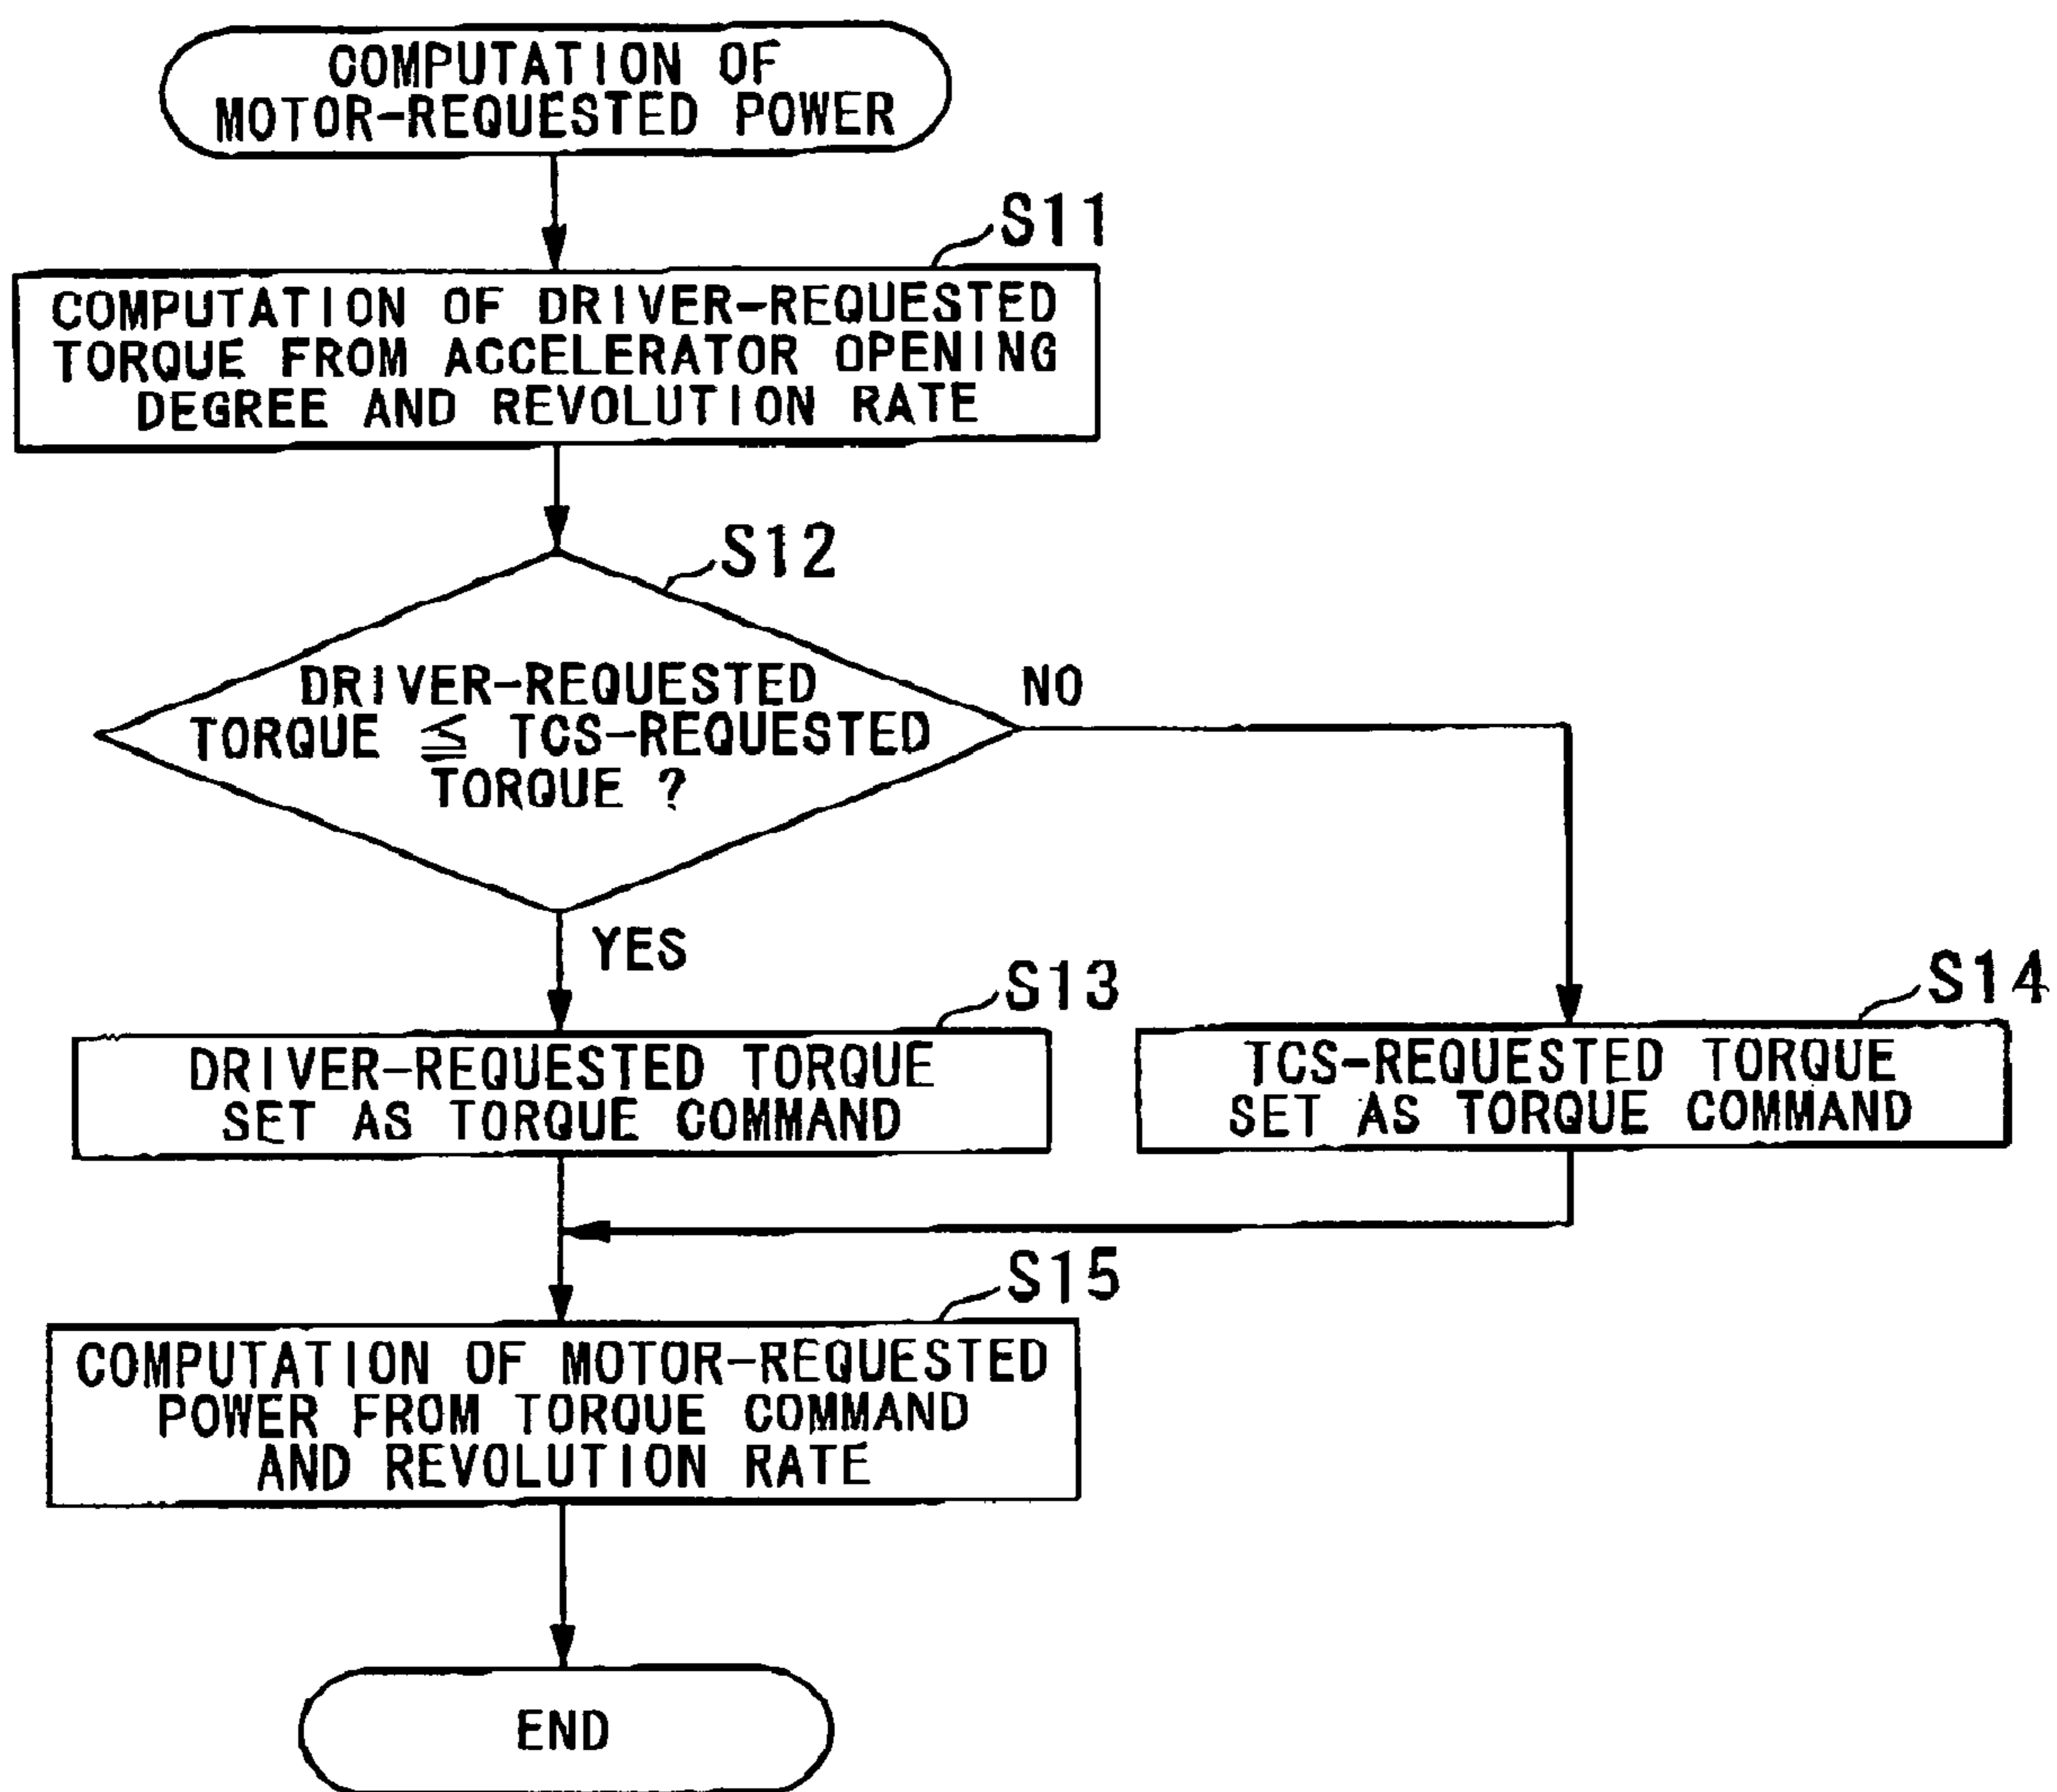 COMPUTATION OF
MOTOR-REQUESTED POWER
S11
COMPUTATION OF DRIVER-REQUESTED
TORQUE FROM ACCELERATOR OPENING
DEGREE AND REVOLUTION RATE
S12
DRIVER-REQUESTED
TORQUE ≦ TCS-REQUESTED
TORQUE ?
NO
YES
S13
DRIVER-REQUESTED TORQUE
SET AS TORQUE COMMAND
S14
TCS-REQUESTED TORQUE
SET AS TORQUE COMMAND
S15
COMPUTATION OF MOTOR-REQUESTED
POWER FROM TORQUE COMMAND
AND REVOLUTION RATE
END